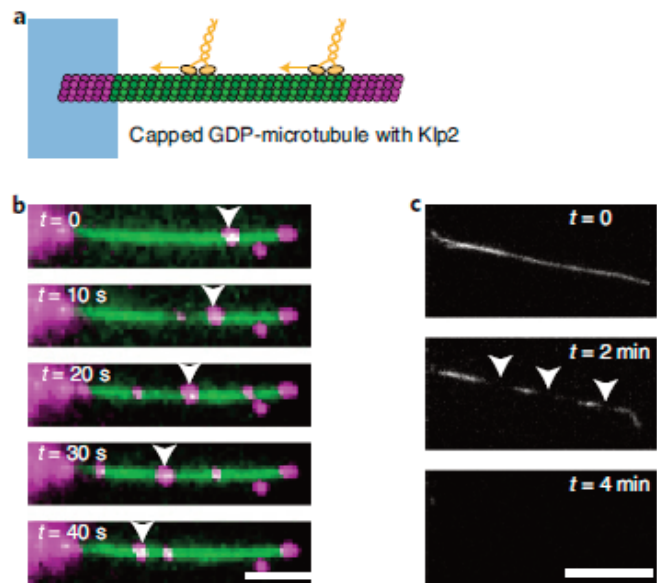 a
Capped GDP-microtubule with Klp2
b
t = 0
t = 10 s
t = 20 s
t = 30 s
t = 40 s
c
t = 0
t = 2 min
t = 4 min